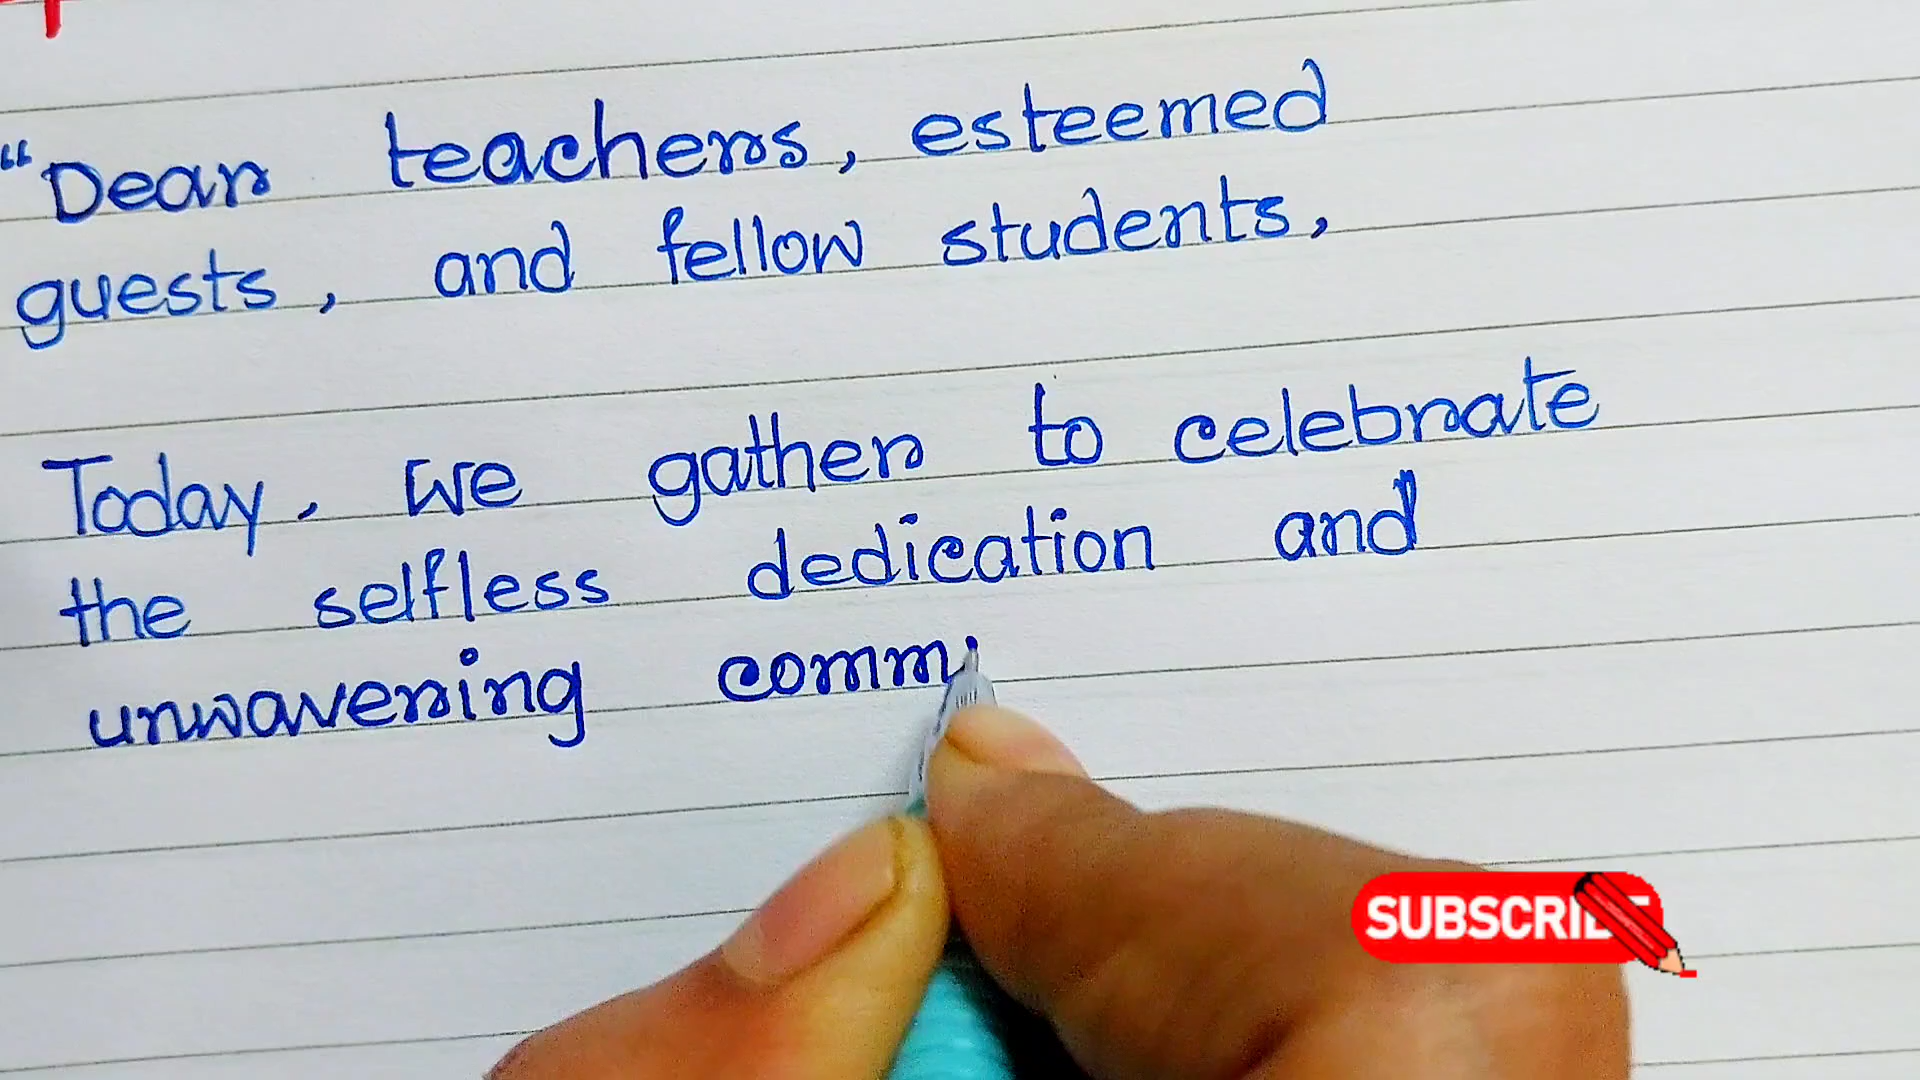 “Dear teachers, esteemed
guests, and fellow students,
Today, we gather to celebrate
the selfless dedication and
unwavering commi
SUBSCRIBE